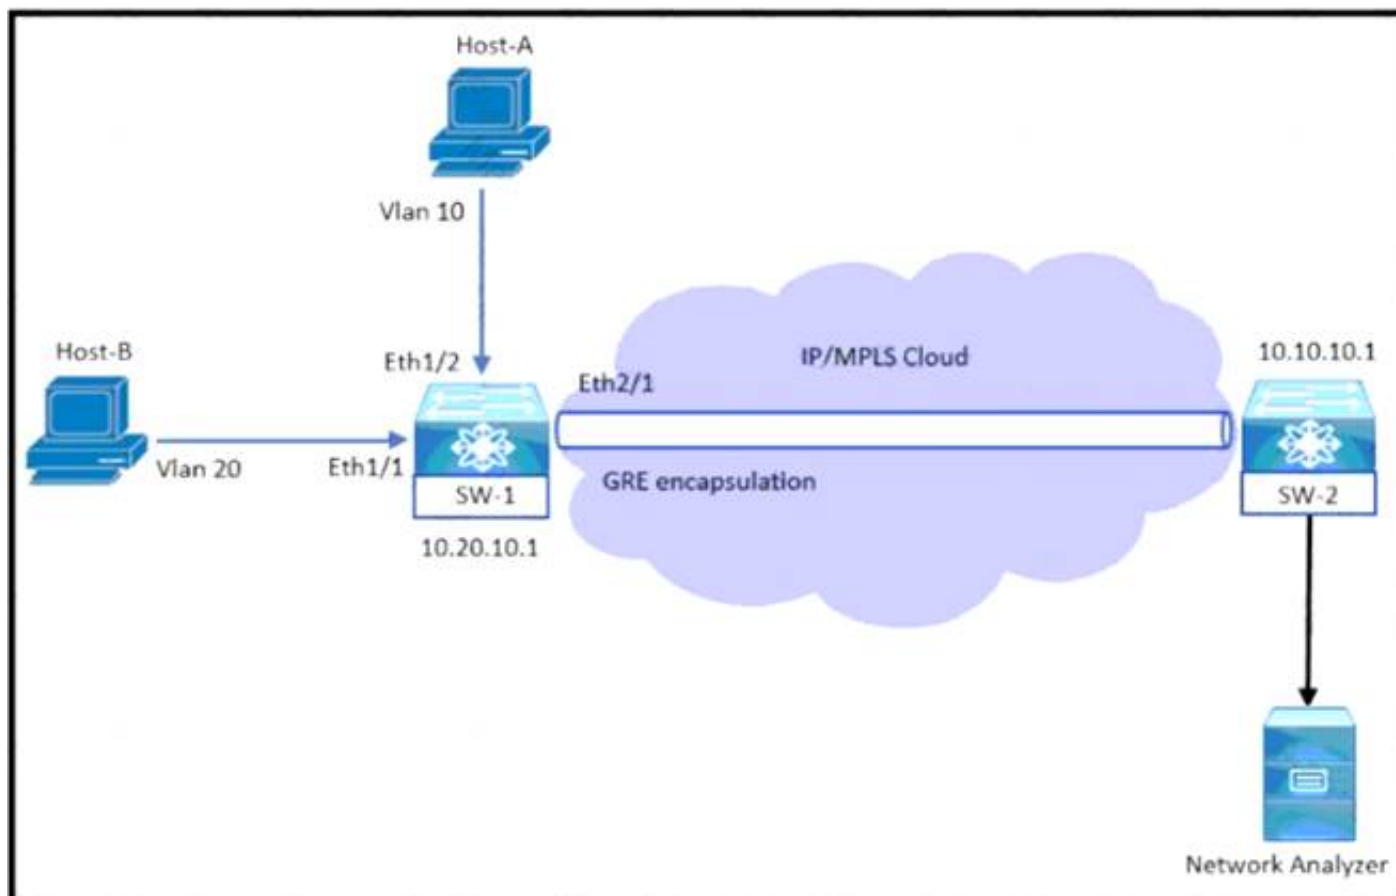 Host-A
Vlan 10
Host-B
Eth1/2
IP/MPLS Cloud
10.10.10.1
Eth2/1
Vlan 20
Eth1/1
GRE encapsulation
SW-1
SW-2
10.20.10.1
Network Analyzer